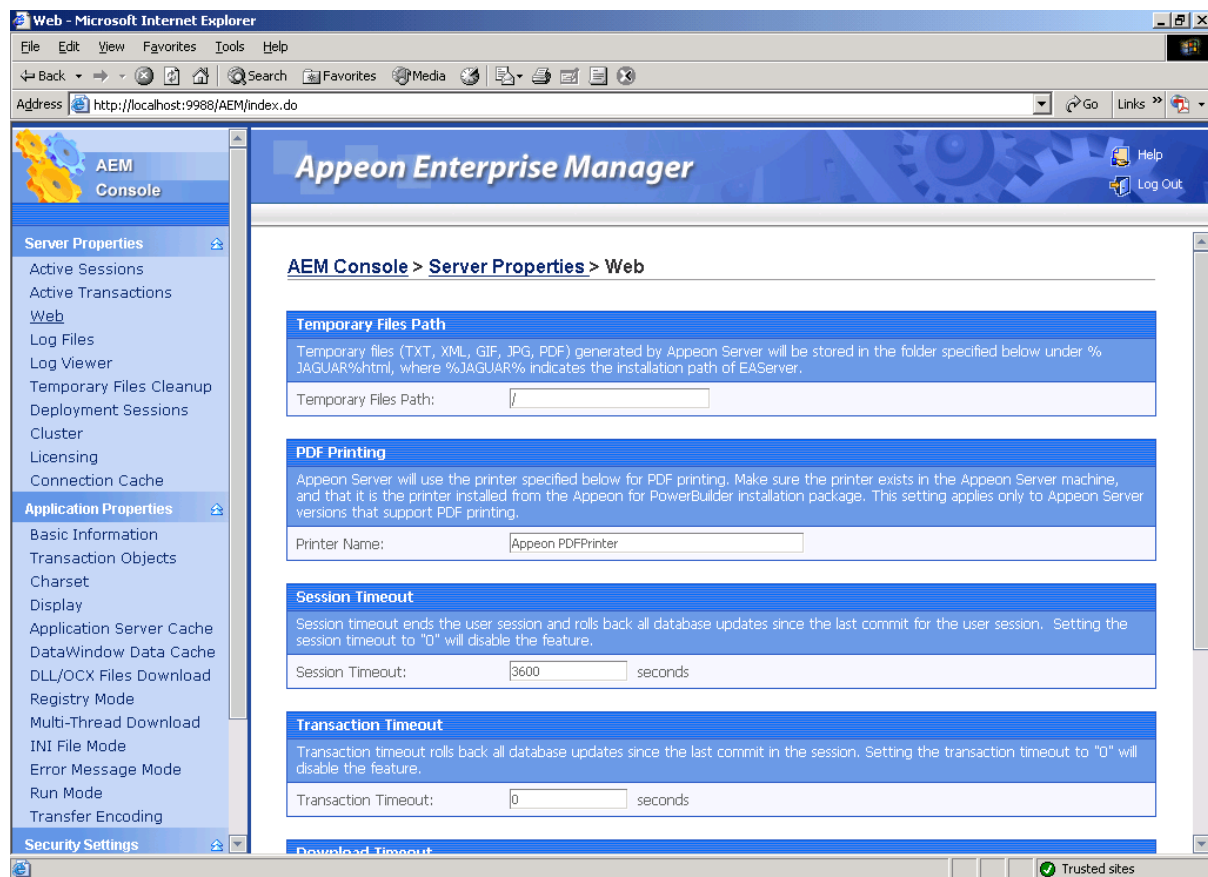 Web - Microsoft Internet Explorer
File Edit View Favorites Tools Help
Back Search Favorites Media
Address http://localhost:9988/AEM/index.do Go Links »
AEM
Console
Appeon Enterprise Manager
Help
Log Out
Server Properties
Active Sessions
Active Transactions
Web
Log Files
Log Viewer
Temporary Files Cleanup
Deployment Sessions
Cluster
Licensing
Connection Cache
Application Properties
Basic Information
Transaction Objects
Charset
Display
Application Server Cache
DataWindow Data Cache
DLL/OCX Files Download
Registry Mode
Multi-Thread Download
INI File Mode
Error Message Mode
Run Mode
Transfer Encoding
Security Settings
AEM Console > Server Properties > Web
Temporary Files Path
Temporary files (TXT, XML, GIF, JPG, PDF) generated by Appeon Server will be stored in the folder specified below under %
JAGUAR%html, where %JAGUAR% indicates the installation path of EAServer.
Temporary Files Path: /
PDF Printing
Appeon Server will use the printer specified below for PDF printing. Make sure the printer exists in the Appeon Server machine,
and that it is the printer installed from the Appeon for PowerBuilder installation package. This setting applies only to Appeon Server
versions that support PDF printing.
Printer Name: Appeon PDFPrinter
Session Timeout
Session timeout ends the user session and rolls back all database updates since the last commit for the user session. Setting the
session timeout to "0" will disable the feature.
Session Timeout: 3600 seconds
Transaction Timeout
Transaction timeout rolls back all database updates since the last commit in the session. Setting the transaction timeout to "0" will
disable the feature.
Transaction Timeout: 0 seconds
Download Timeout
Trusted sites